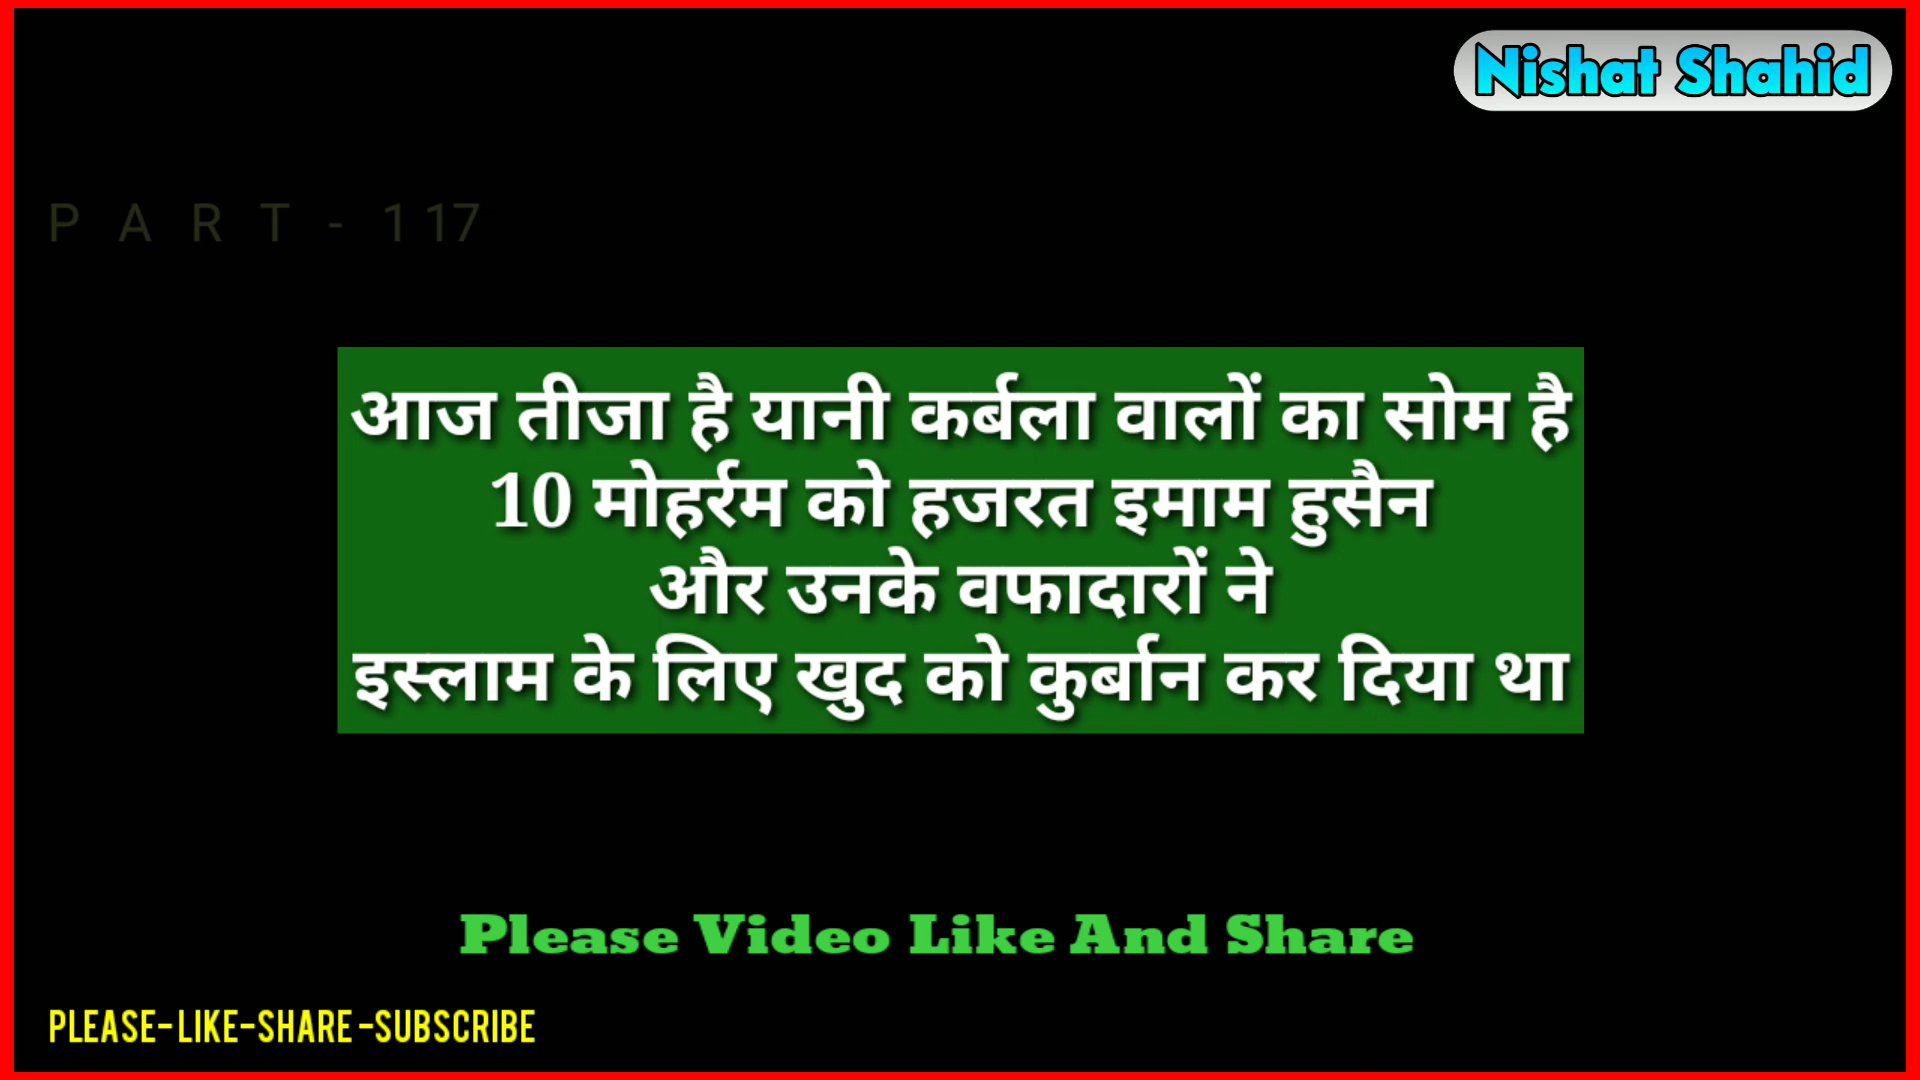 Nishat Shahid
PART-117
आज तीजा है यानी कर्बला वालों का सोम है
10 मोहर्रम को हजरत इमाम हुसैन
और उनके वफादारों ने
इस्लाम के लिए खुद को कुर्बान कर दिया था
Please Video Like And Share
PLEASE-LIKE-SHARE-SUBSCRIBE